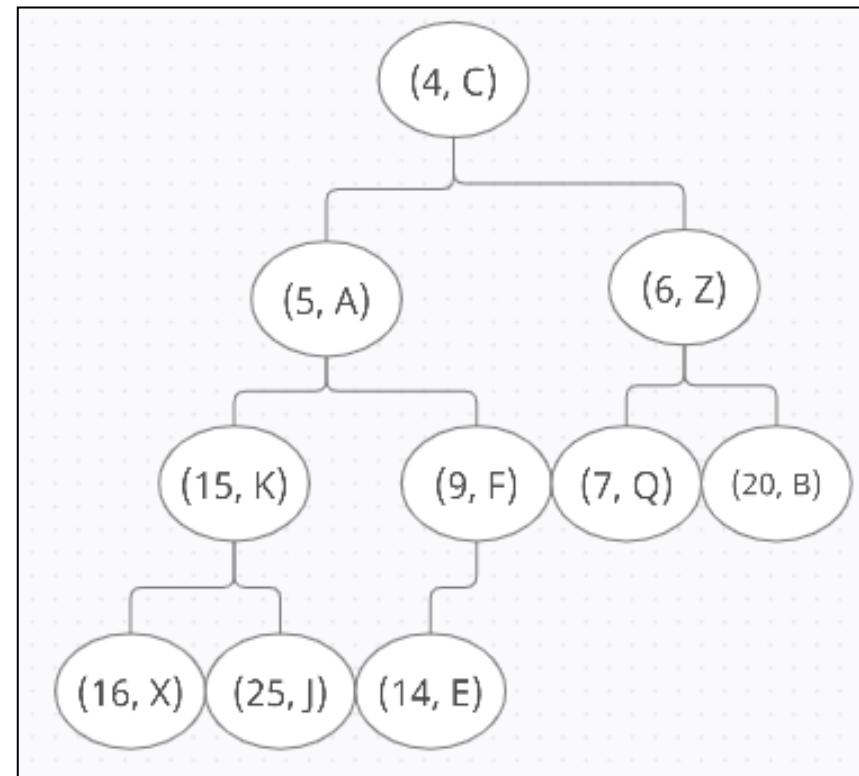 (4, C)
(5, A)
(6, Z)
(15, K)
(9, F)
(7, Q)
(20, B)
(16, X)
(25, J)
(14, E)